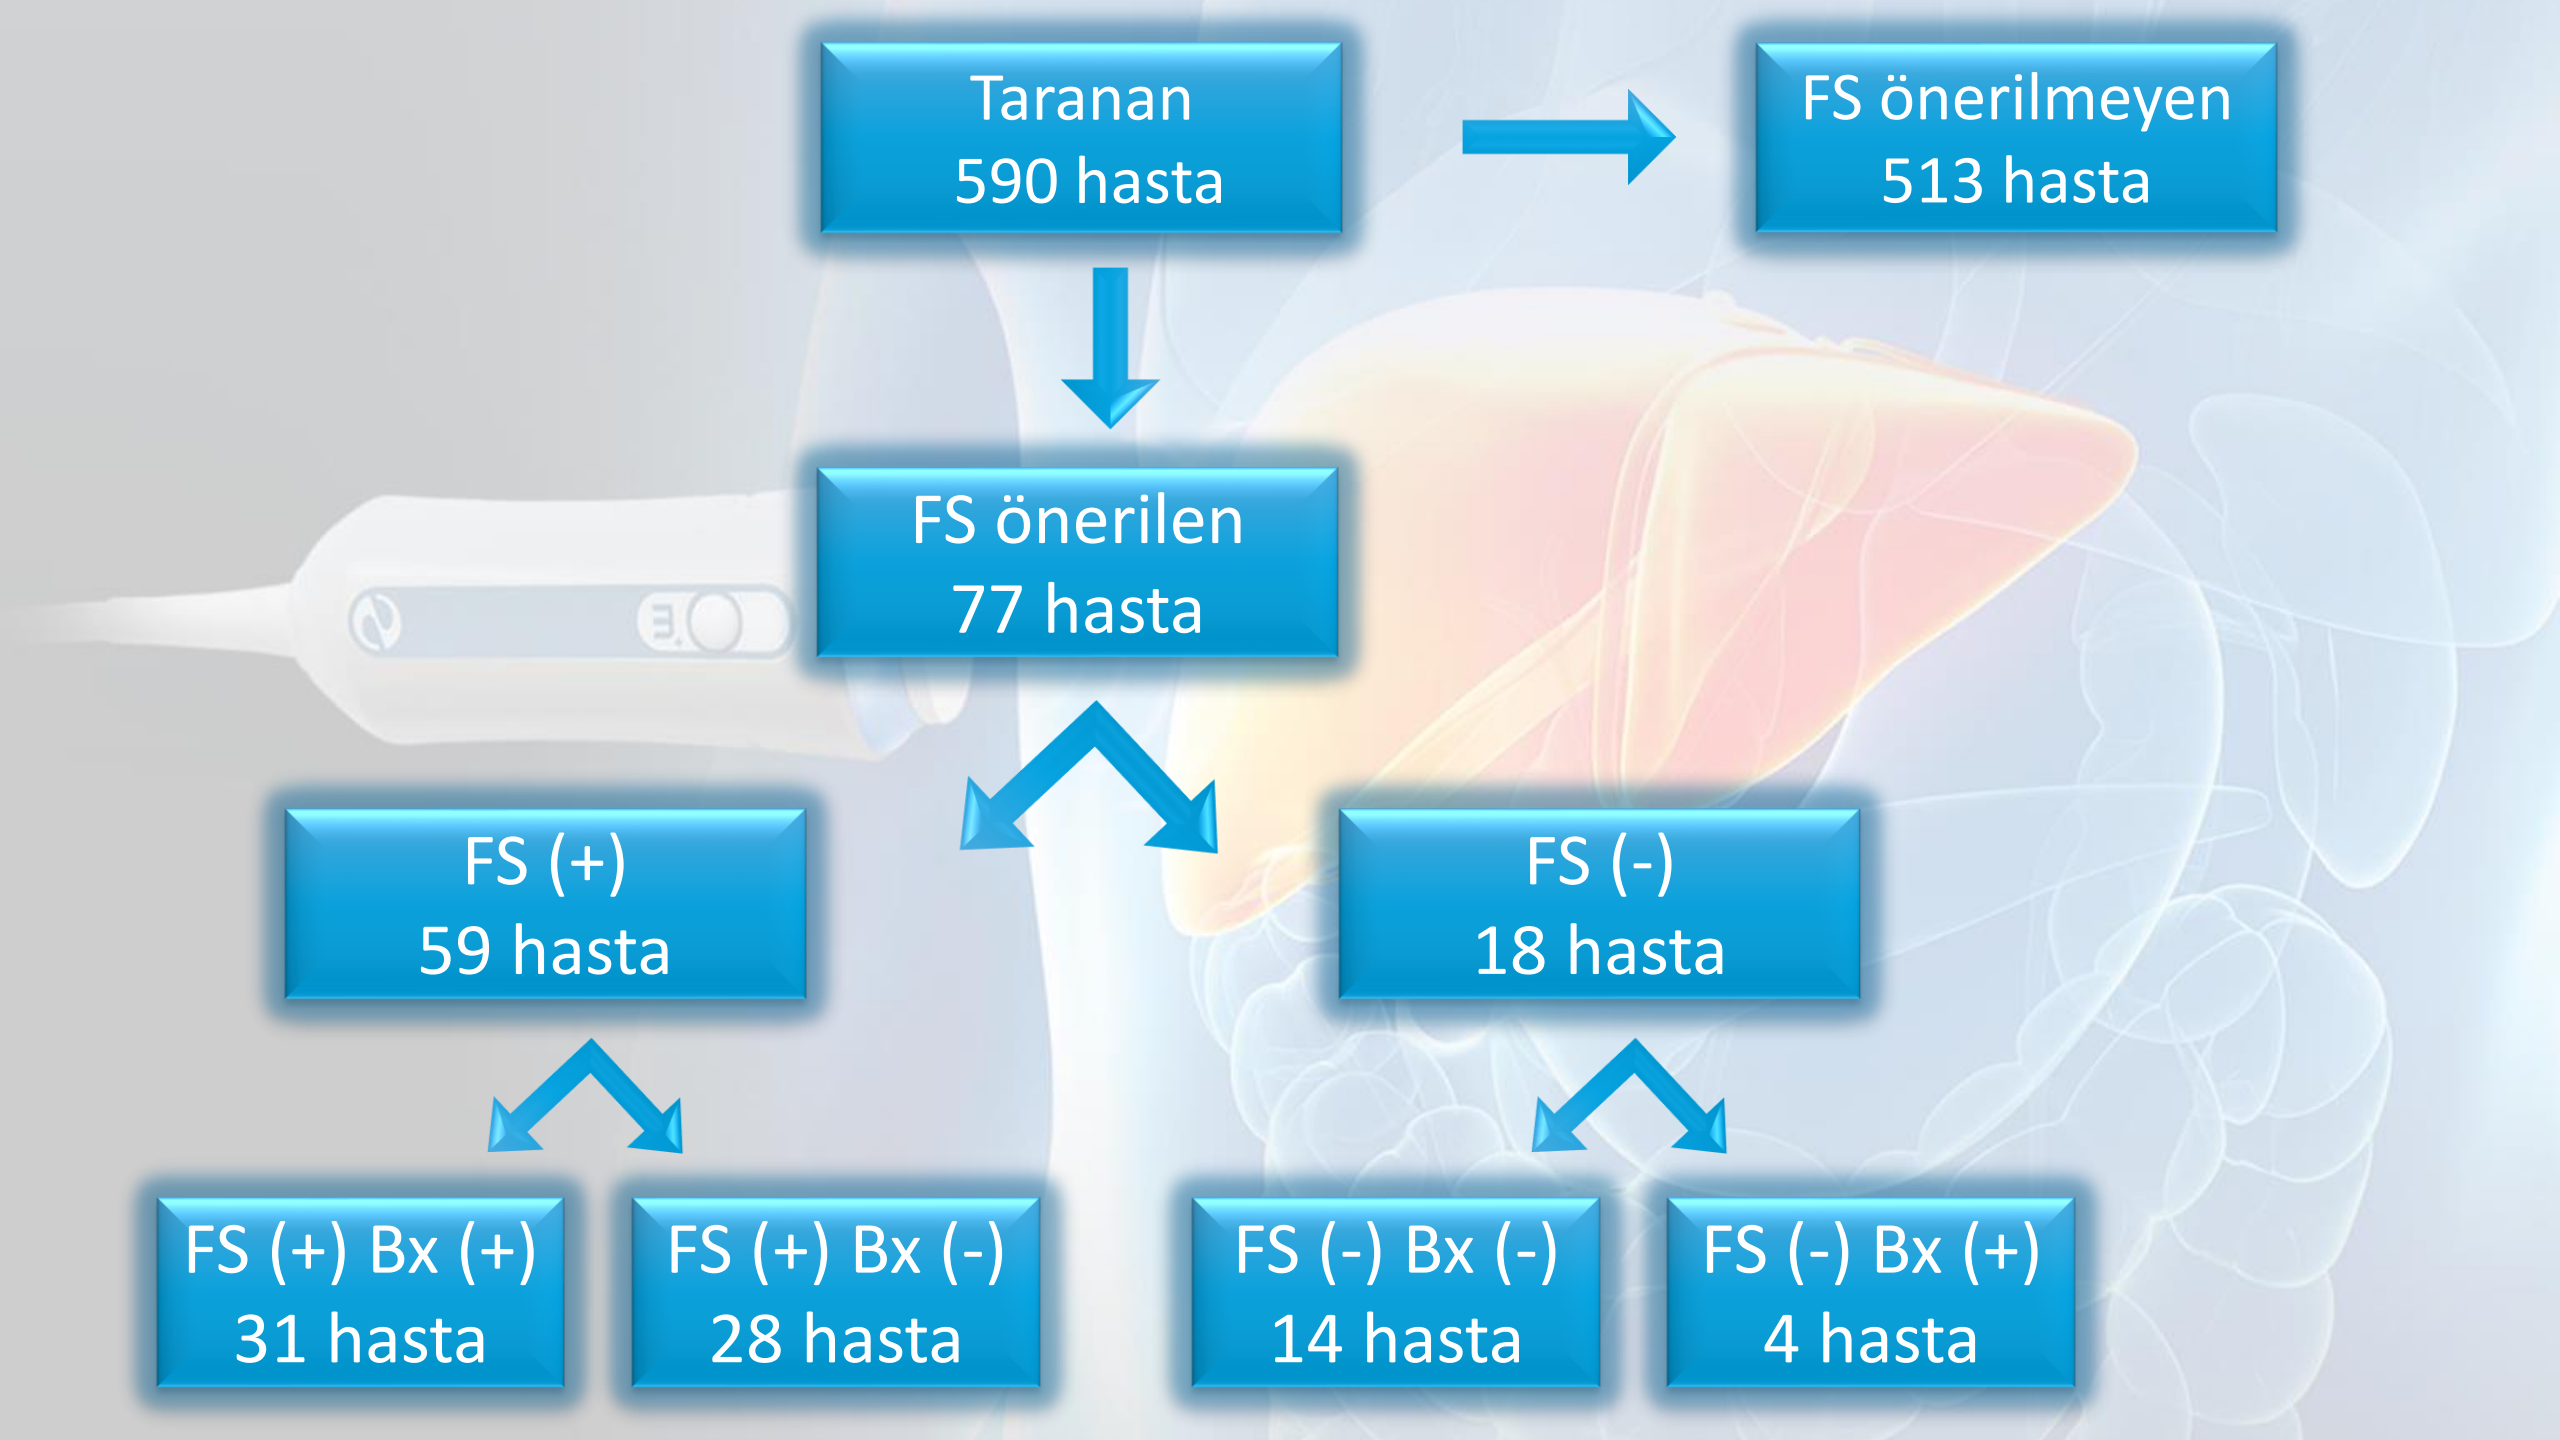 Taranan
590 hasta
FS önerilmeyen
513 hasta
FS önerilen
77 hasta
FS (+)
59 hasta
FS (-)
18 hasta
FS (+) Bx (+)
31 hasta
FS (+) Bx (-)
28 hasta
FS (-) Bx (-)
14 hasta
FS (-) Bx (+)
4 hasta